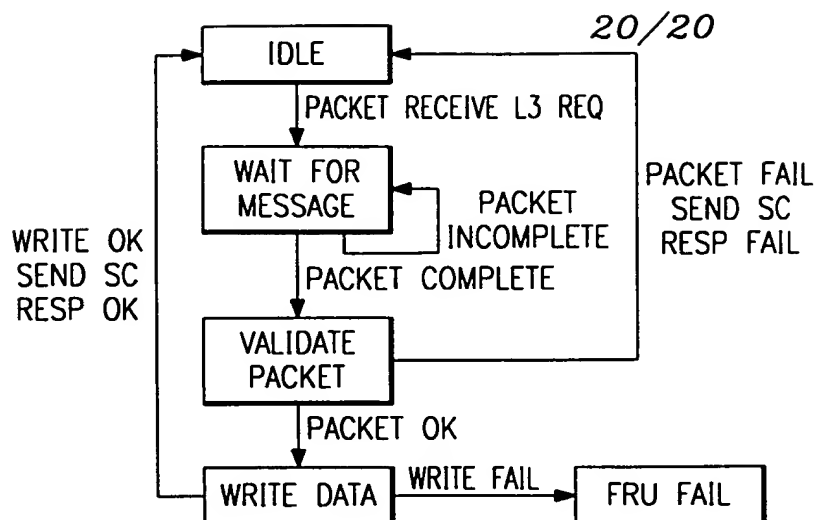 20/20
IDLE
PACKET RECEIVE L3 REQ
WAIT FOR
MESSAGE
PACKET
INCOMPLETE
PACKET FAIL
SEND SC
RESP FAIL
WRITE OK
SEND SC
RESP OK
PACKET COMPLETE
VALIDATE
PACKET
PACKET OK
WRITE DATA
WRITE FAIL
FRU FAIL